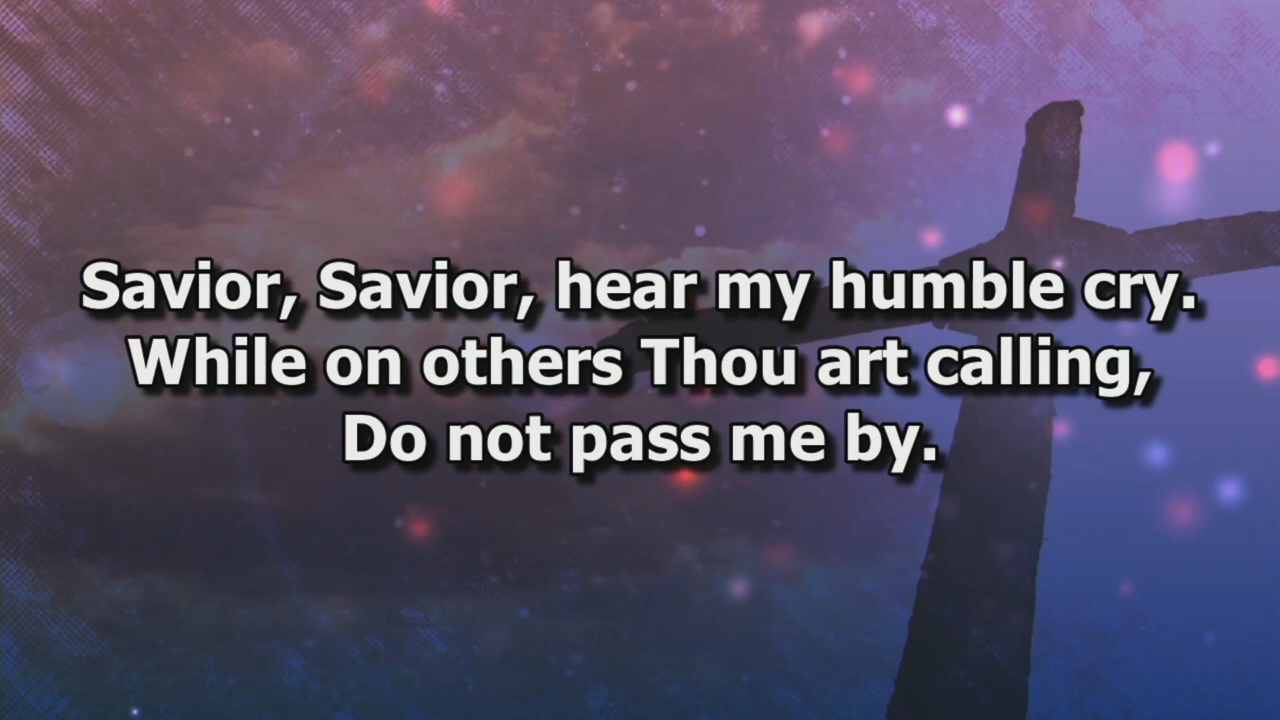 Savior, Savior, hear my humble cry.
While on others Thou art calling,
Do not pass me by.